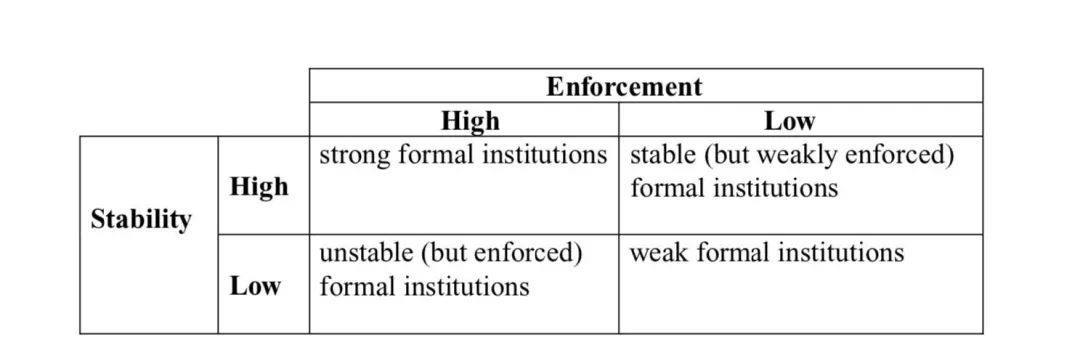 Enforcement
High Low
Stability
High
strong formal institutions
stable (but weakly enforced)
formal institutions
Low
unstable (but enforced)
formal institutions
weak formal institutions